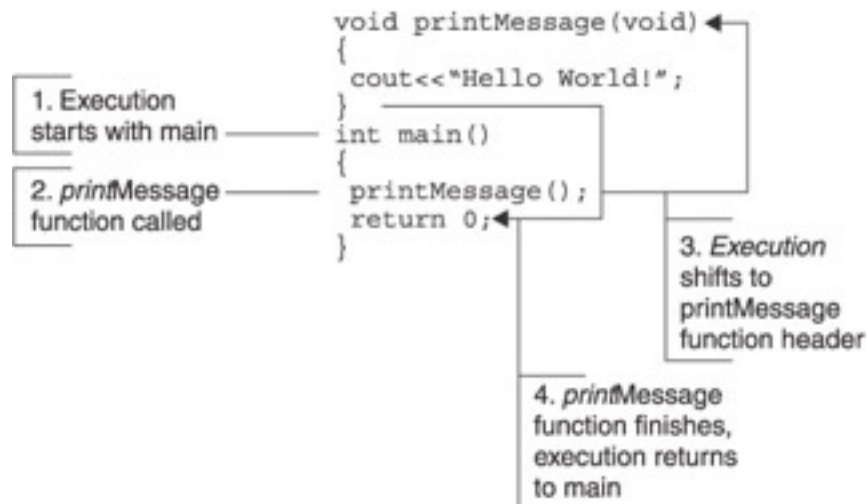 void printMessage(void)
{
cout<<"Hello World!";
}
int main()
{
printMessage();
return 0;
}
1. Execution
starts with main
2. printMessage
function called
3. Execution
shifts to
printMessage
function header
4. printMessage
function finishes,
execution returns
to main